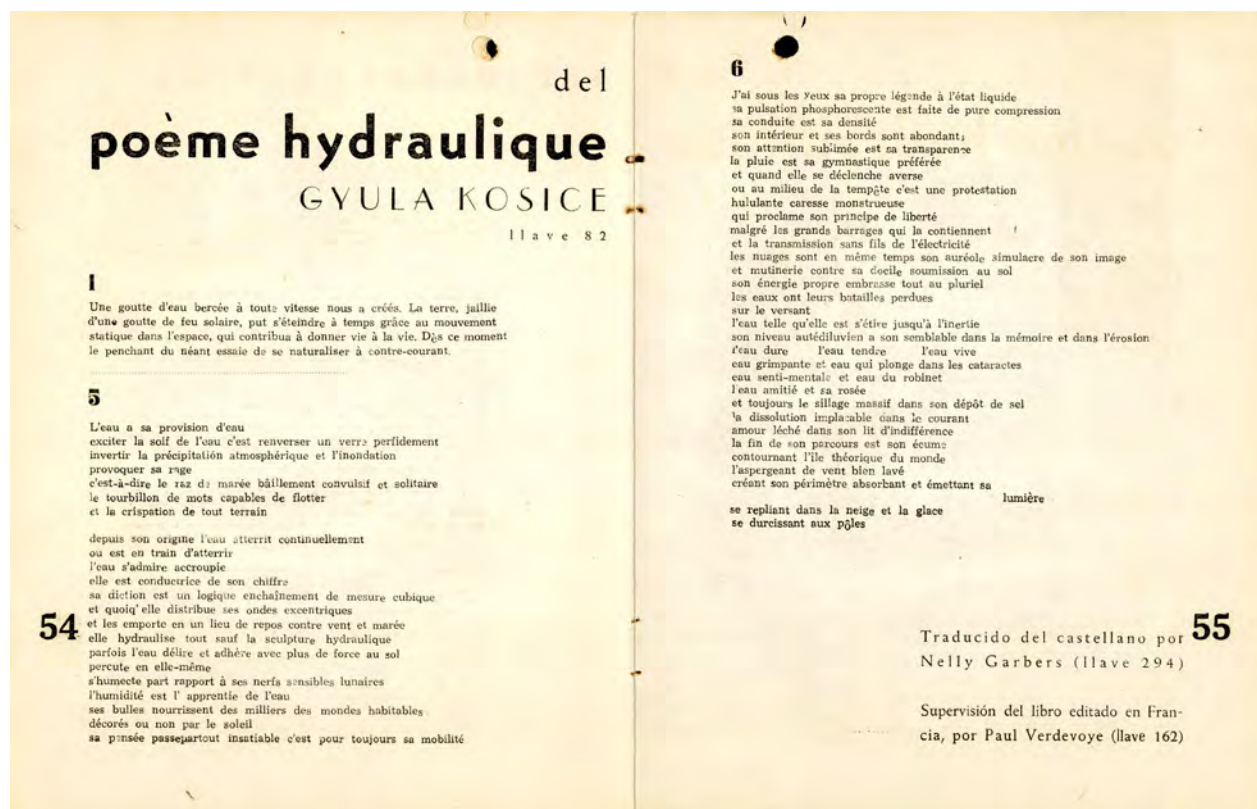 del
poème hydraulique
GYULA KOSICE
llave 82
1
Une goutte d'eau bercée à toute vitesse nous a créés. La terre, jaillie
d'une goutte de feu solaire, put s'éteindre à temps grâce au mouvement
statique dans l'espace, qui contribua à donner vie à la vie. Dès ce moment
le penchant du néant essaie de se naturaliser à contre-courant.
5
L'eau a sa provision d'eau
exciter la soif de l'eau c'est renverser un verre perfidement
invertir la précipitatión atmosphérique et l'inondation
provoquer sa rage
c'est-à-dire le raz de marée bâillement convulsif et solitaire
le tourbillon de mots capables de flotter
et la crispation de tout terrain
depuis son origine l'eau atterrit continuellement
ou est en train d'atterrir
l'eau s'admire accroupie
elle est conductrice de son chiffre
sa diction est un logique enchaînement de mesure cubique
et quoiq' elle distribue ses ondes excentriques
et les emporte en un lieu de repos contre vent et marée
54
elle hydraulise tout sauf la sculpture hydraulique
parfois l'eau délire et adhère avec plus de force au sol
percute en elle-même
s'humecte part rapport à ses nerfs sensibles lunaires
l'humidité est l' apprentie de l'eau
ses bulles nourrissent des milliers des mondes habitables
décorés ou non par le soleil
sa pensée passepartout insatiable c'est pour toujours sa mobilité
6
J'ai sous les yeux sa propre légende à l'état liquide
sa pulsation phosphorescente est faite de pure compression
sa conduite est sa densité
son intérieur et ses bords sont abondants
son attention sublimée est sa transparence
la pluie est sa gymnastique préférée
et quand elle se déclenche averse
ou au milieu de la tempête c'est une protestation
hululante caresse monstrueuse
qui proclame son principe de liberté
malgré les grands barrages qui la contiennent
et la transmission sans fils de l'électricité
les nuages sont en même temps son auréole simulacre de son image
et mutinerie contre sa docile soumission au sol
son énergie propre embrasse tout au pluriel
les eaux ont leurs batailles perdues
sur le versant
l'eau telle qu'elle est s'étire jusqu'à l'inertie
son niveau autédiluvien a son semblable dans la mémoire et dans l'érosion
l'eau dure l'eau tendre l'eau vive
eau grimpante et eau qui plonge dans les cataractes
eau senti-mentale et eau du robinet
l'eau amitié et sa rosée
et toujours le sillage massif dans son dépôt de sel
la dissolution implacable dans le courant
amour léché dans son lit d'indifférence
la fin de son parcours est son écume
contournant l'île théorique du monde
l'aspergeant de vent bien lavé
créant son périmètre absorbant et émettant sa
lumière
se repliant dans la neige et la glace
se durcissant aux pôles
Traducido del castellano por
55
Nelly Garbers (llave 294)
Supervisión del libro editado en Fran-
cia, por Paul Verdevoye (llave 162)